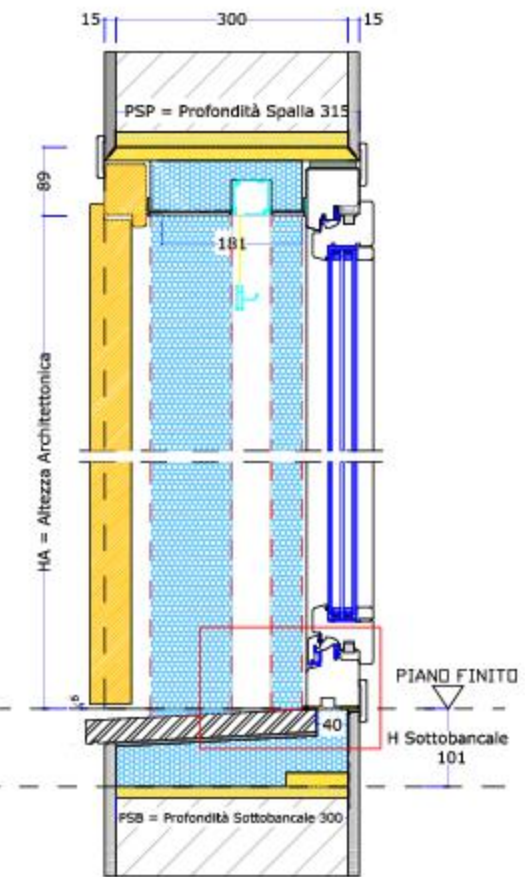 15 300 15
PSP = Profondità Spalla 315
89
181
HA = Altezza Architettonica
6
PIANO FINITO
40
H Sottobancale
101
PSB = Profondità Sottobancale 300